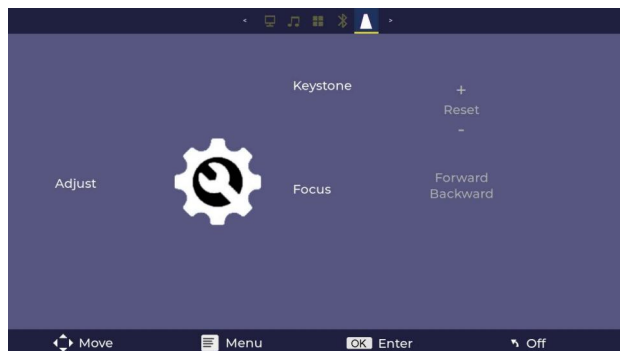 Keystone
+
Reset
-
Adjust
Focus
Forward
Backward
Move
Menu
OK Enter
Off